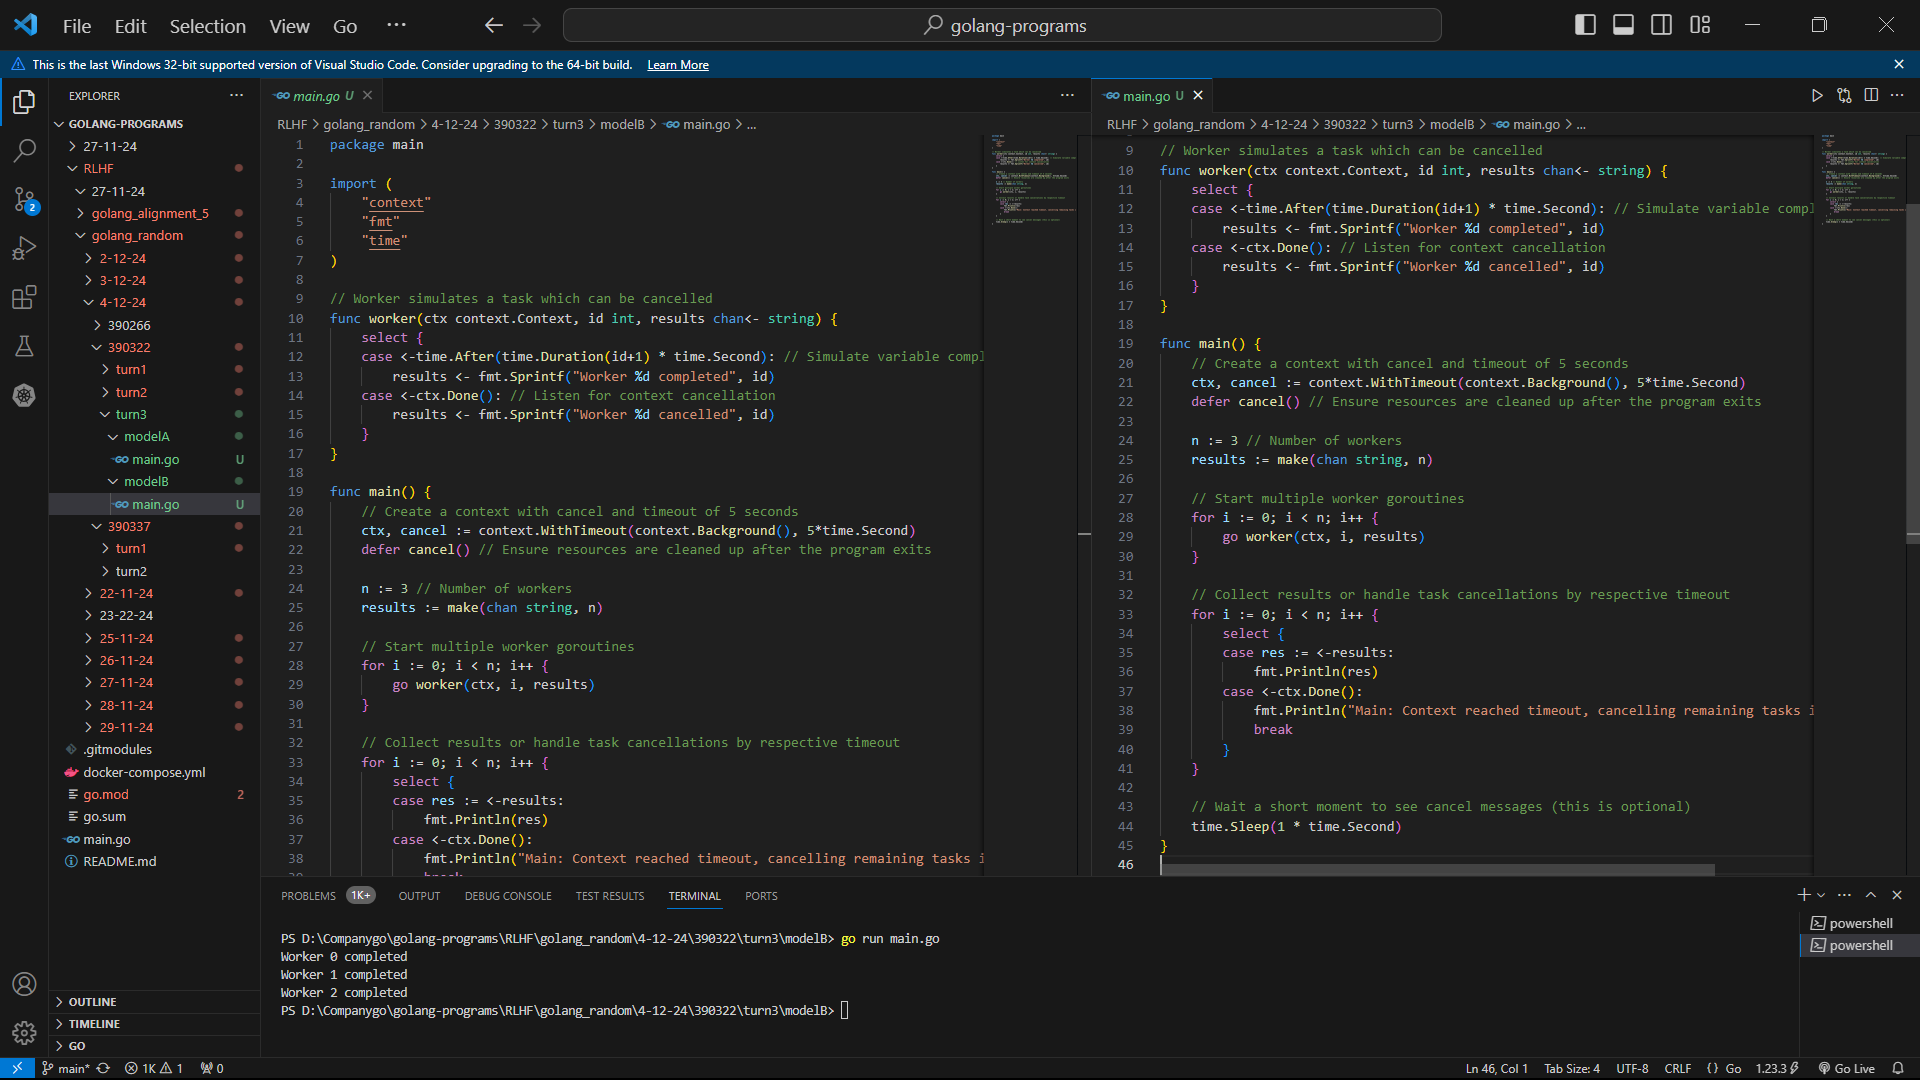 File Edit Selection View Go ··· golang-programs
This is the last Windows 32-bit supported version of Visual Studio Code. Consider upgrading to the 64-bit build. Learn More
EXPLORER
GOLANG-PROGRAMS
27-11-24
RLHF
27-11-24
golang_alignment_5
golang_random
2-12-24
3-12-24
4-12-24
390266
390322
turn1
turn2
turn3
modelA
main.go U
modelB
main.go U
390337
turn1
turn2
22-11-24
23-22-24
25-11-24
26-11-24
27-11-24
28-11-24
29-11-24
.gitmodules
docker-compose.yml
go.mod 2
go.sum
main.go
README.md
OUTLINE
TIMELINE
GO
2
main.go U
RLHF > golang_random > 4-12-24 > 390322 > turn3 > modelB > main.go > ...
1 package main
2
3 import (
4 "context"
5 "fmt"
6 "time"
7 )
8
9 // Worker simulates a task which can be cancelled
10 func worker(ctx context.Context, id int, results chan<- string) {
11 select {
12 case <-time.After(time.Duration(id+1) * time.Second): // Simulate variable compl
13 results <- fmt.Sprintf("Worker %d completed", id)
14 case <-ctx.Done(): // Listen for context cancellation
15 results <- fmt.Sprintf("Worker %d cancelled", id)
16 }
17 }
18
19 func main() {
20 // Create a context with cancel and timeout of 5 seconds
21 ctx, cancel := context.WithTimeout(context.Background(), 5*time.Second)
22 defer cancel() // Ensure resources are cleaned up after the program exits
23
24 n := 3 // Number of workers
25 results := make(chan string, n)
26
27 // Start multiple worker goroutines
28 for i := 0; i < n; i++ {
29 go worker(ctx, i, results)
30 }
31
32 // Collect results or handle task cancellations by respective timeout
33 for i := 0; i < n; i++ {
34 select {
35 case res := <-results:
36 fmt.Println(res)
37 case <-ctx.Done():
38 fmt.Println("Main: Context reached timeout, cancelling remaining tasks i
main.go U
RLHF > golang_random > 4-12-24 > 390322 > turn3 > modelB > main.go > ...
9 // Worker simulates a task which can be cancelled
10 func worker(ctx context.Context, id int, results chan<- string) {
11 select {
12 case <-time.After(time.Duration(id+1) * time.Second): // Simulate variable compl
13 results <- fmt.Sprintf("Worker %d completed", id)
14 case <-ctx.Done(): // Listen for context cancellation
15 results <- fmt.Sprintf("Worker %d cancelled", id)
16 }
17 }
18
19 func main() {
20 // Create a context with cancel and timeout of 5 seconds
21 ctx, cancel := context.WithTimeout(context.Background(), 5*time.Second)
22 defer cancel() // Ensure resources are cleaned up after the program exits
23
24 n := 3 // Number of workers
25 results := make(chan string, n)
26
27 // Start multiple worker goroutines
28 for i := 0; i < n; i++ {
29 go worker(ctx, i, results)
30 }
31
32 // Collect results or handle task cancellations by respective timeout
33 for i := 0; i < n; i++ {
34 select {
35 case res := <-results:
36 fmt.Println(res)
37 case <-ctx.Done():
38 fmt.Println("Main: Context reached timeout, cancelling remaining tasks i
39 break
40 }
41 }
42
43 // Wait a short moment to see cancel messages (this is optional)
44 time.Sleep(1 * time.Second)
45 }
46
PROBLEMS 1K+ OUTPUT DEBUG CONSOLE TEST RESULTS TERMINAL PORTS
PS D:\Companygo\golang-programs\RLHF\golang_random\4-12-24\390322\turn3\modelB> go run main.go
Worker 0 completed
Worker 1 completed
Worker 2 completed
PS D:\Companygo\golang-programs\RLHF\golang_random\4-12-24\390322\turn3\modelB>
powershell
powershell
main* 1K 1 0 Ln 46, Col 1 Tab Size: 4 UTF-8 CRLF {} Go 1.23.3 Go Live